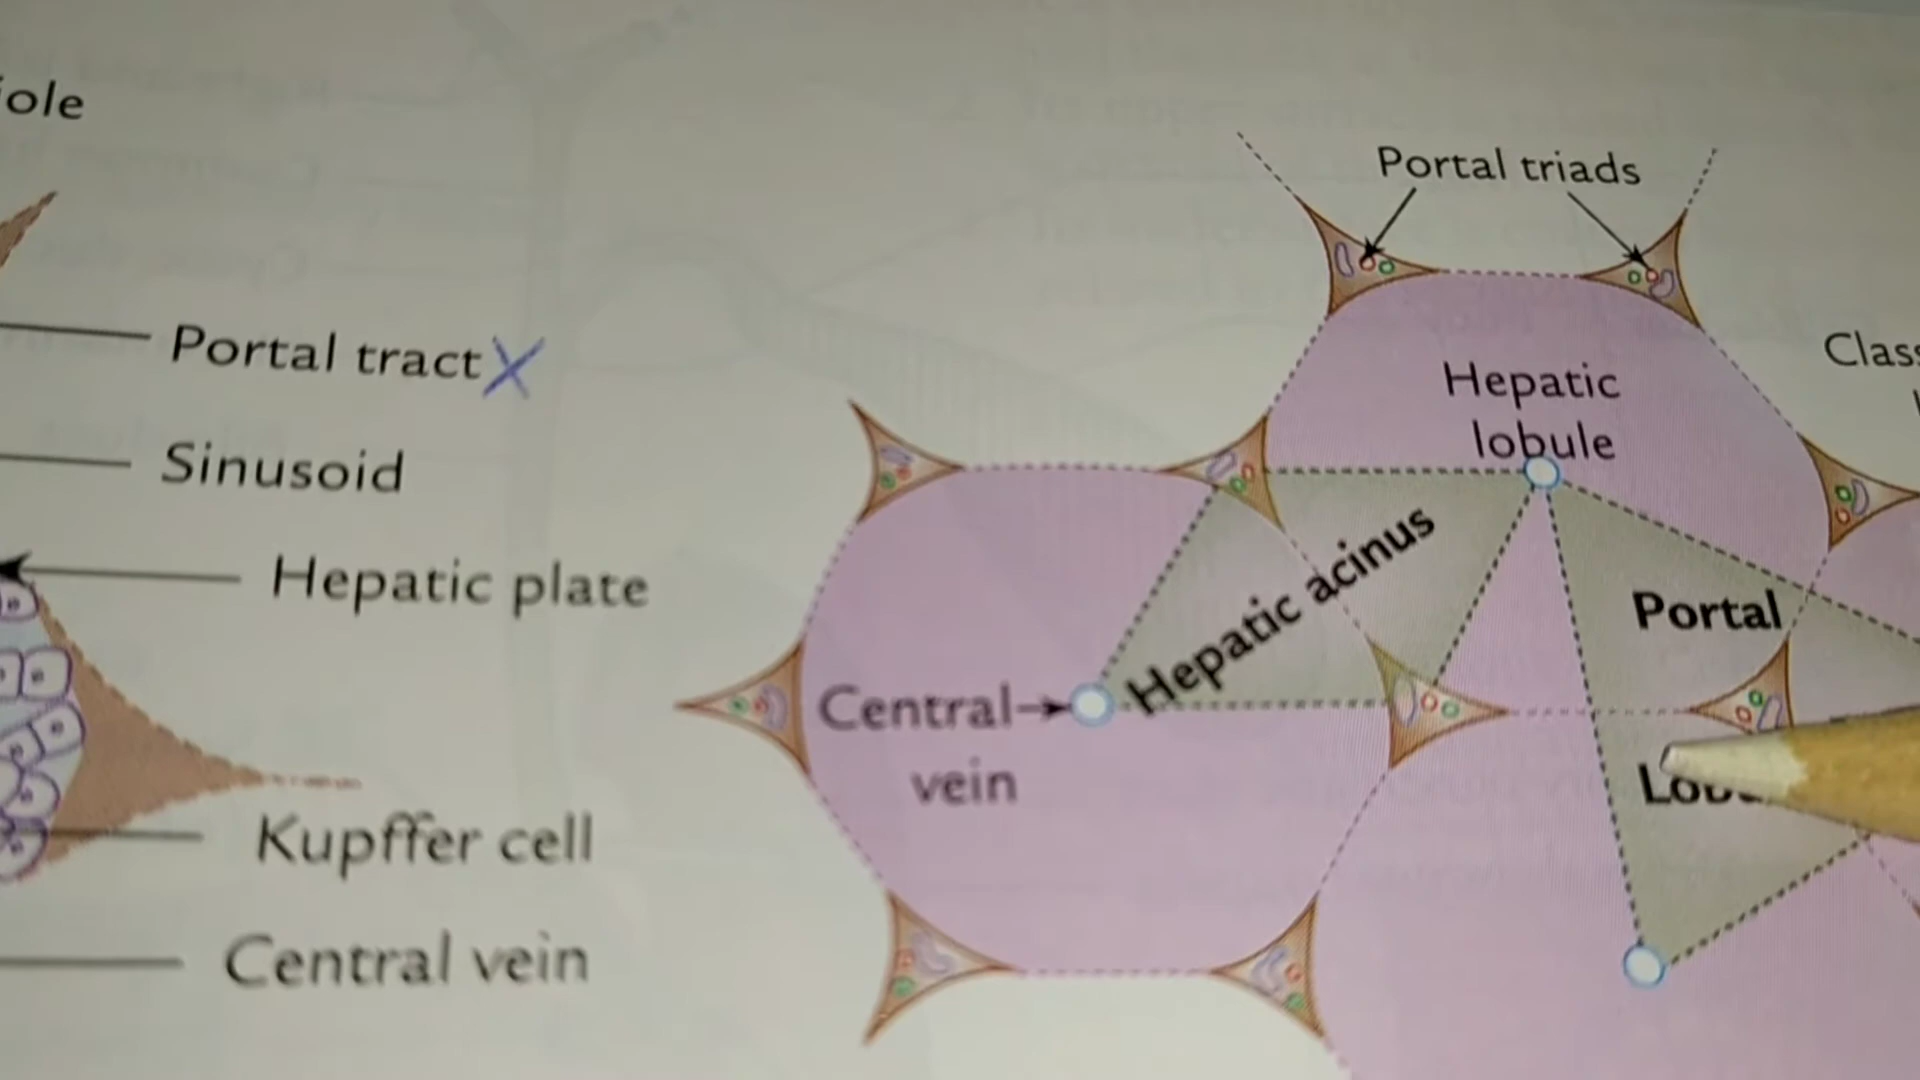 iole
Portal tract X
Sinusoid
Hepatic plate
Kupffer cell
Central vein
Portal triads
Hepatic
lobule
Hepatic acinus
Central
vein
Portal